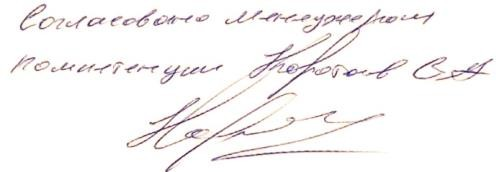 Согласовано менеджером
компетенции Коротаев С А